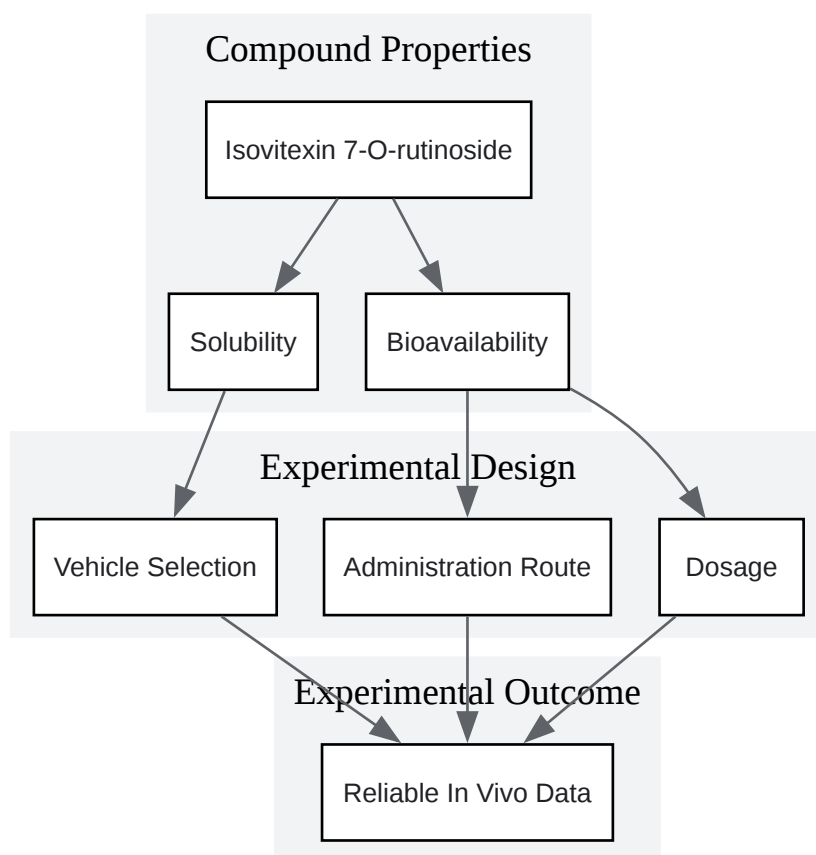 Compound Properties
Isovitexin 7-O-rutinoside
Solubility
Bioavailability
Experimental Design
Vehicle Selection
Administration Route
Dosage
Experimental Outcome
Reliable In Vivo Data